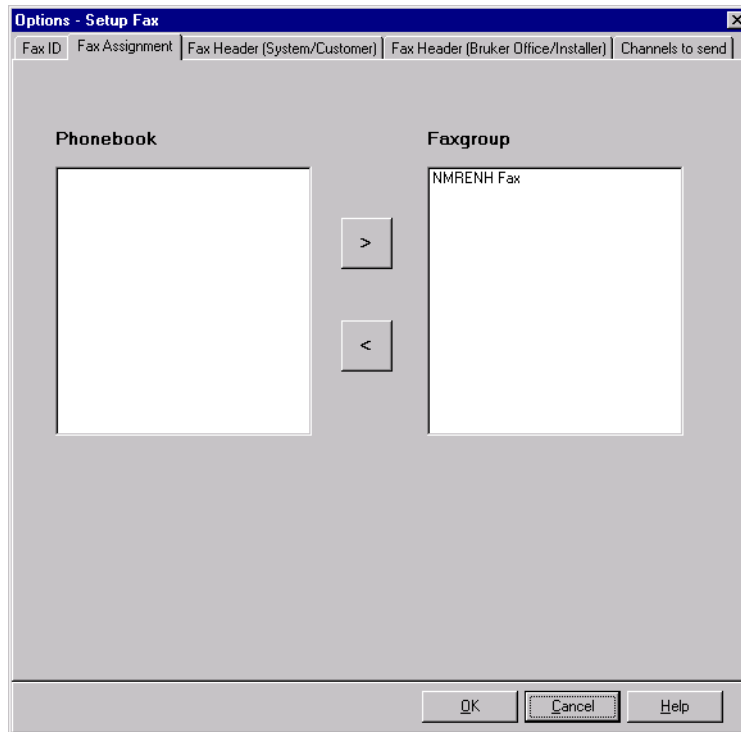 Options - Setup Fax
Fax ID Fax Assignment Fax Header (System/Customer) Fax Header (Bruker Office/Installer) Channels to send
Phonebook Faxgroup
NMRENH Fax
>
<
OK Cancel Help